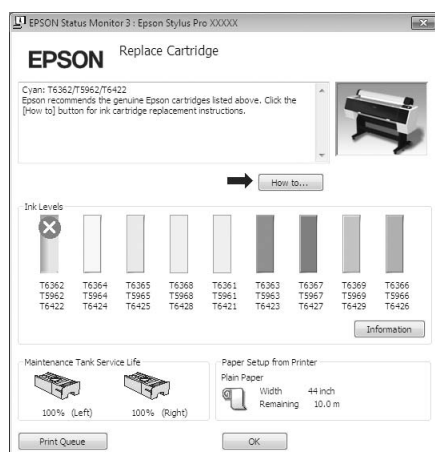 EPSON Status Monitor 3 : Epson Stylus Pro XXXXX
EPSON
Replace Cartridge
Cyan: T6362/T5962/T6422
Epson recommends the genuine Epson cartridges listed above. Click the
[How to] button for ink cartridge replacement instructions.
How to...
Ink Levels
T6362 T6364 T6365 T6368 T6361 T6363 T6367 T6369 T6366
T5962 T5964 T5965 T5968 T5961 T5963 T5967 T5969 T5966
T6422 T6424 T6425 T6428 T6421 T6423 T6427 T6429 T6426
Information
Maintenance Tank Service Life
100% (Left) 100% (Right)
Paper Setup from Printer
Plain Paper
Width 44 inch
Remaining 10.0 m
Print Queue
OK